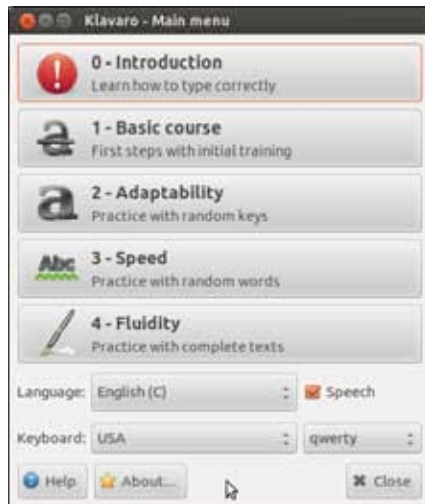 Klavaro - Main menu
0 - Introduction
Learn how to type correctly
1 - Basic course
First steps with initial training
2 - Adaptability
Practice with random keys
Abc 3 - Speed
Practice with random words
4 - Fluidity
Practice with complete texts
Language: English (C) Speech
Keyboard: USA qwerty
Help About... Close